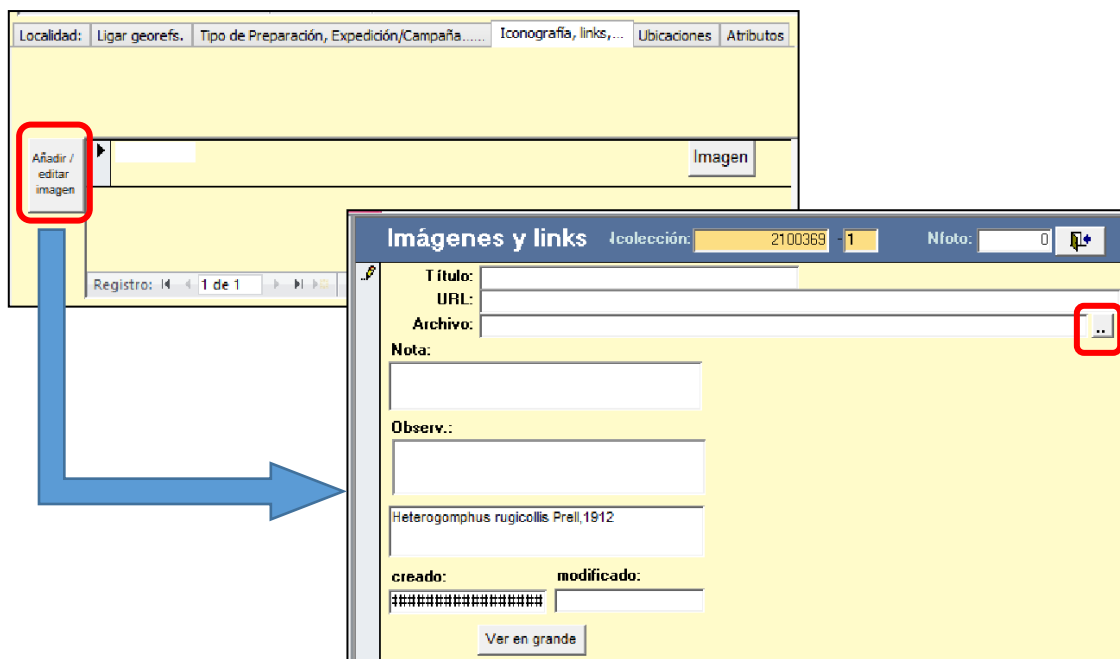 Localidad: Ligar georefs. Tipo de Preparación, Expedición/Campaña...... Iconografía, links,... Ubicaciones Atributos
Añadir /
editar
imagen
Imagen
Registro: 1 de 1
Imágenes y links Icolección: 2100369 - 1 Nfoto: 0
Título:
URL:
Archivo: ..
Nota:
Observ.:
Heterogomphus rugicollis Prell,1912
creado: modificado:
##################
Ver en grande